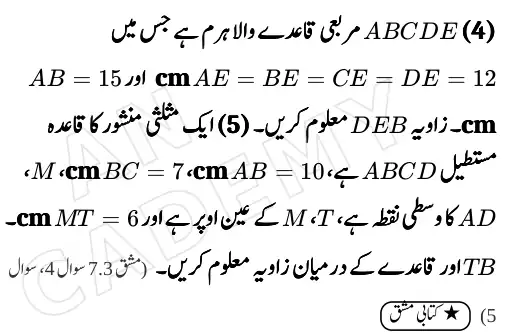 (4) ABCDE مربعی قاعدے والا ہرم ہے جس میں
AE = BE = CE = DE = 12 cm اور AB = 15
cm۔ زاویہ DEB معلوم کریں۔ (5) ایک مثلثی منشور کا قاعدہ
مستطیل ABCD ہے، AB = 10 cm، BC = 7 cm، M،
AD کا وسطی نقطہ ہے، M، T کے عین اوپر ہے اور MT = 6 cm۔
TB اور قاعدے کے درمیان زاویہ معلوم کریں۔ (مشق 7.3 سوال 4، سوال
5) ★ کتابی مشق
AN
CADEMY